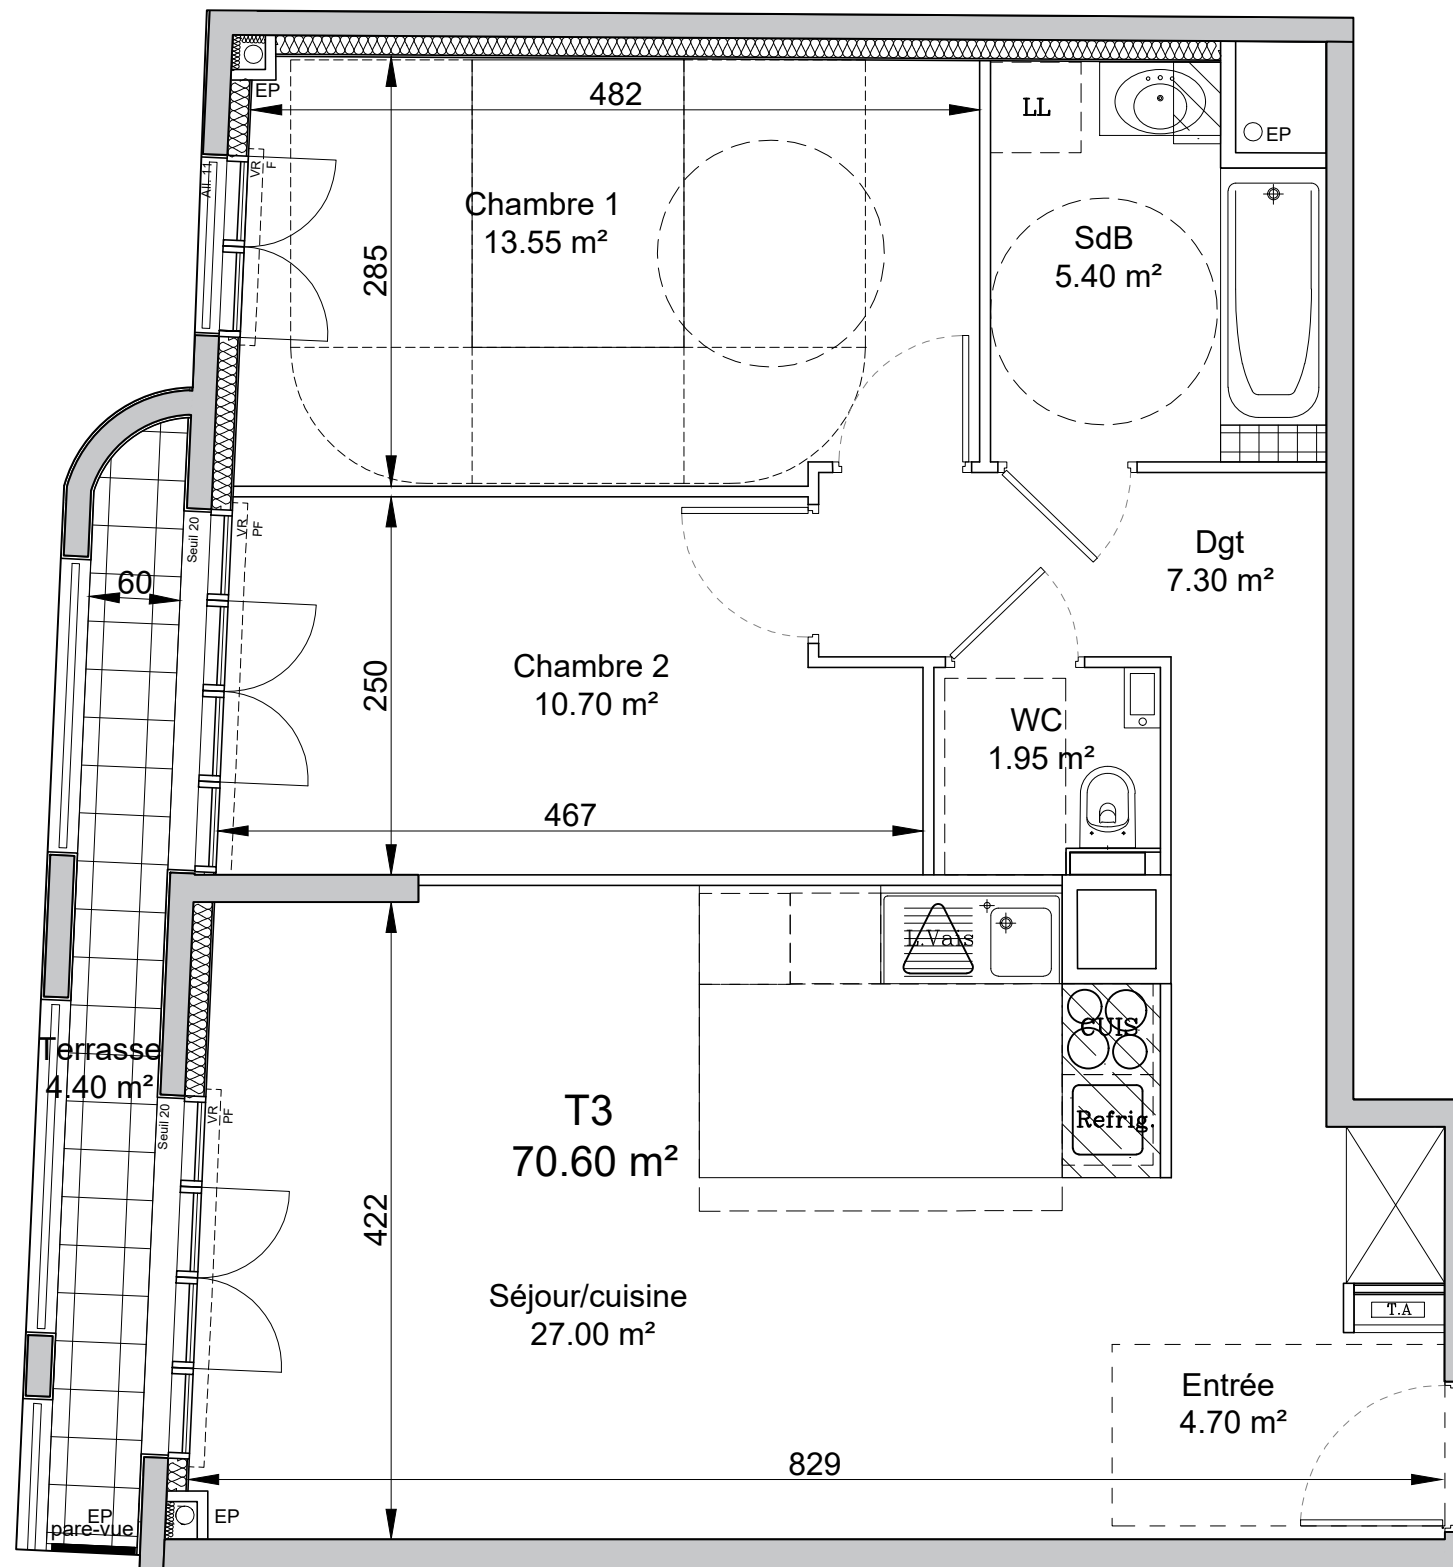 EP
482
LL
EP
All. 11
VR
F
Chambre 1
13.55 m²
285
SdB
5.40 m²
Seuil 20
VR
PF
60
Dgt
7.30 m²
Chambre 2
10.70 m²
250
WC
1.95 m²
467
L.Vais
CUIS
Terrasse
4.40 m²
Seuil 20
VR
PF
T3
70.60 m²
Refrig.
422
Séjour/cuisine
27.00 m²
T.A
Entrée
4.70 m²
829
EP
pare-vue
EP